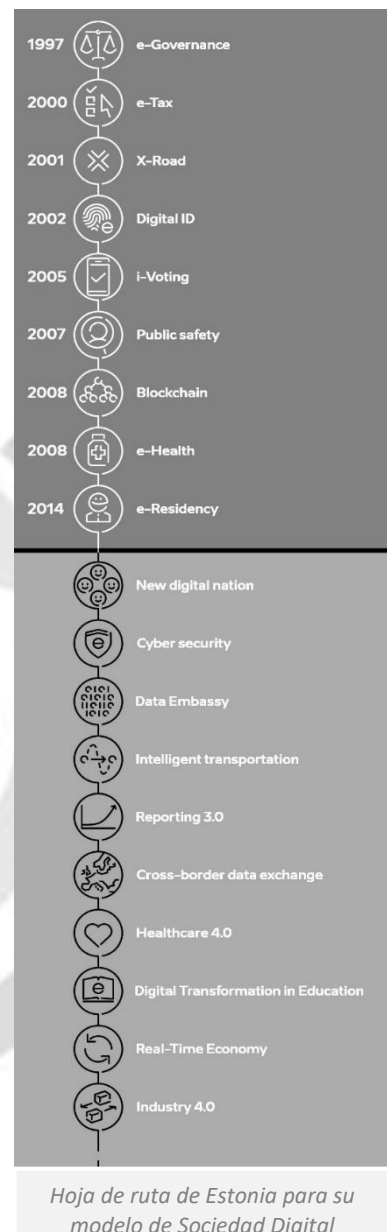 1997 e-Governance
2000 e-Tax
2001 X-Road
2002 Digital ID
2005 i-Voting
2007 Public safety
2008 Blockchain
2008 e-Health
2014 e-Residency
New digital nation
Cyber security
Data Embassy
Intelligent transportation
Reporting 3.0
Cross-border data exchange
Healthcare 4.0
Digital Transformation in Education
Real-Time Economy
Industry 4.0
Hoja de ruta de Estonia para su
modelo de Sociedad Digital